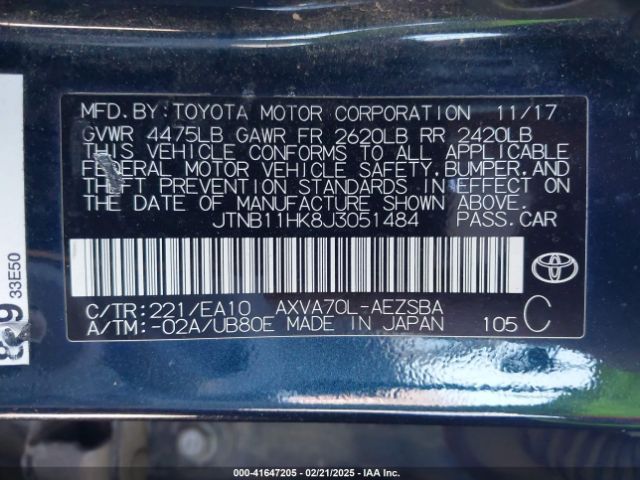 MFD.BY:TOYOTA MOTOR CORPORATION 11/17
GVWR 4475LB GAWR FR 2620LB RR 2420LB
THIS VEHICLE CONFORMS TO ALL APPLICABLE
FEDERAL MOTOR VEHICLE SAFETY,BUMPER,AND
THEFT PREVENTION STANDARDS IN EFFECT ON
THE DATE OF MANUFACTURE SHOWN ABOVE.
JTNB11HK8J3051484 PASS.CAR
C/TR:221/EA10 AXVA70L-AEZSBA
A/TM:-02A/UB80E MADE IN JAPAN 105 C
33E50
000-41647205 - 02/21/2025 - IAA Inc.